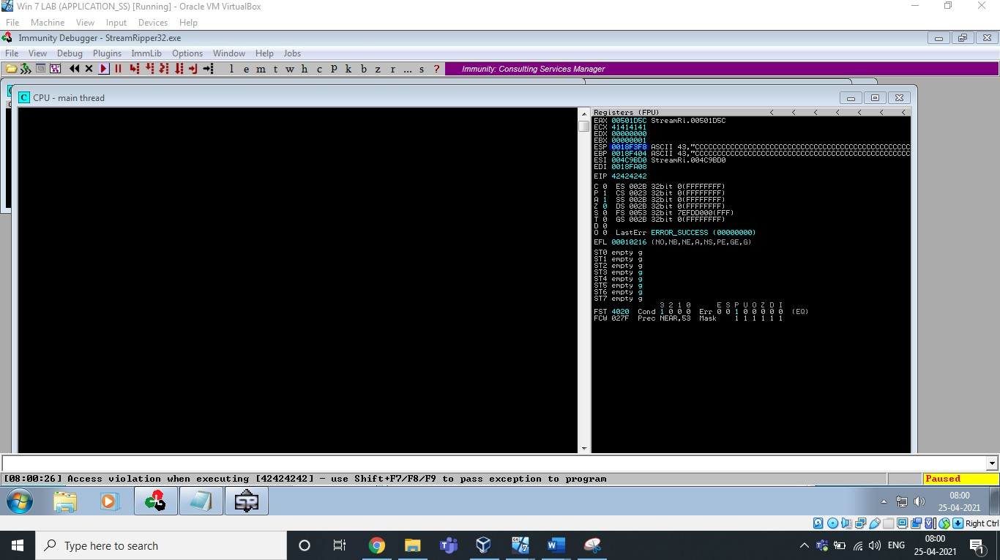 Win 7 LAB (APPLICATION_SS) [Running] - Oracle VM VirtualBox
File Machine View Input Devices Help
Immunity Debugger - StreamRipper32.exe
File View Debug Plugins ImmLib Options Window Help Jobs
l e m t w h c P k b z r ... s ? Immunity: Consulting Services Manager
C CPU - main thread
Registers (FPU) < < < < < < <
EAX 00501D5C StreamRi.00501D5C
ECX 41414141
EDX 00000000
EBX 00000001
ESP 0018F3F8 ASCII 43,"CCCCCCCCCCCCCCCCCCCCCCCCCCCCCCCCCCCCCCCCCCCCCCCCC
EBP 0018F404 ASCII 43,"CCCCCCCCCCCCCCCCCCCCCCCCCCCCCCCCCCCCCCCCCCCCCCCCC
ESI 004C9BD0 StreamRi.004C9BD0
EDI 0018FA08
EIP 42424242
C 0 ES 002B 32bit 0(FFFFFFFF)
P 1 CS 0023 32bit 0(FFFFFFFF)
A 1 SS 002B 32bit 0(FFFFFFFF)
Z 0 DS 002B 32bit 0(FFFFFFFF)
S 0 FS 0053 32bit 7EFDD000(FFF)
T 0 GS 002B 32bit 0(FFFFFFFF)
D 0
O 0 LastErr ERROR_SUCCESS (00000000)
EFL 00010216 (NO,NB,NE,A,NS,PE,GE,G)
ST0 empty g
ST1 empty g
ST2 empty g
ST3 empty g
ST4 empty g
ST5 empty g
ST6 empty g
ST7 empty g
3 2 1 0 E S P U O Z D I
FST 4020 Cond 1 0 0 0 Err 0 0 1 0 0 0 0 0 (EQ)
FCW 027F Prec NEAR,53 Mask 1 1 1 1 1 1
[08:00:26] Access violation when executing [42424242] - use Shift+F7/F8/F9 to pass exception to program
Paused
08:00
25-04-2021
Right Ctrl
Type here to search
ENG
08:00
25-04-2021
1